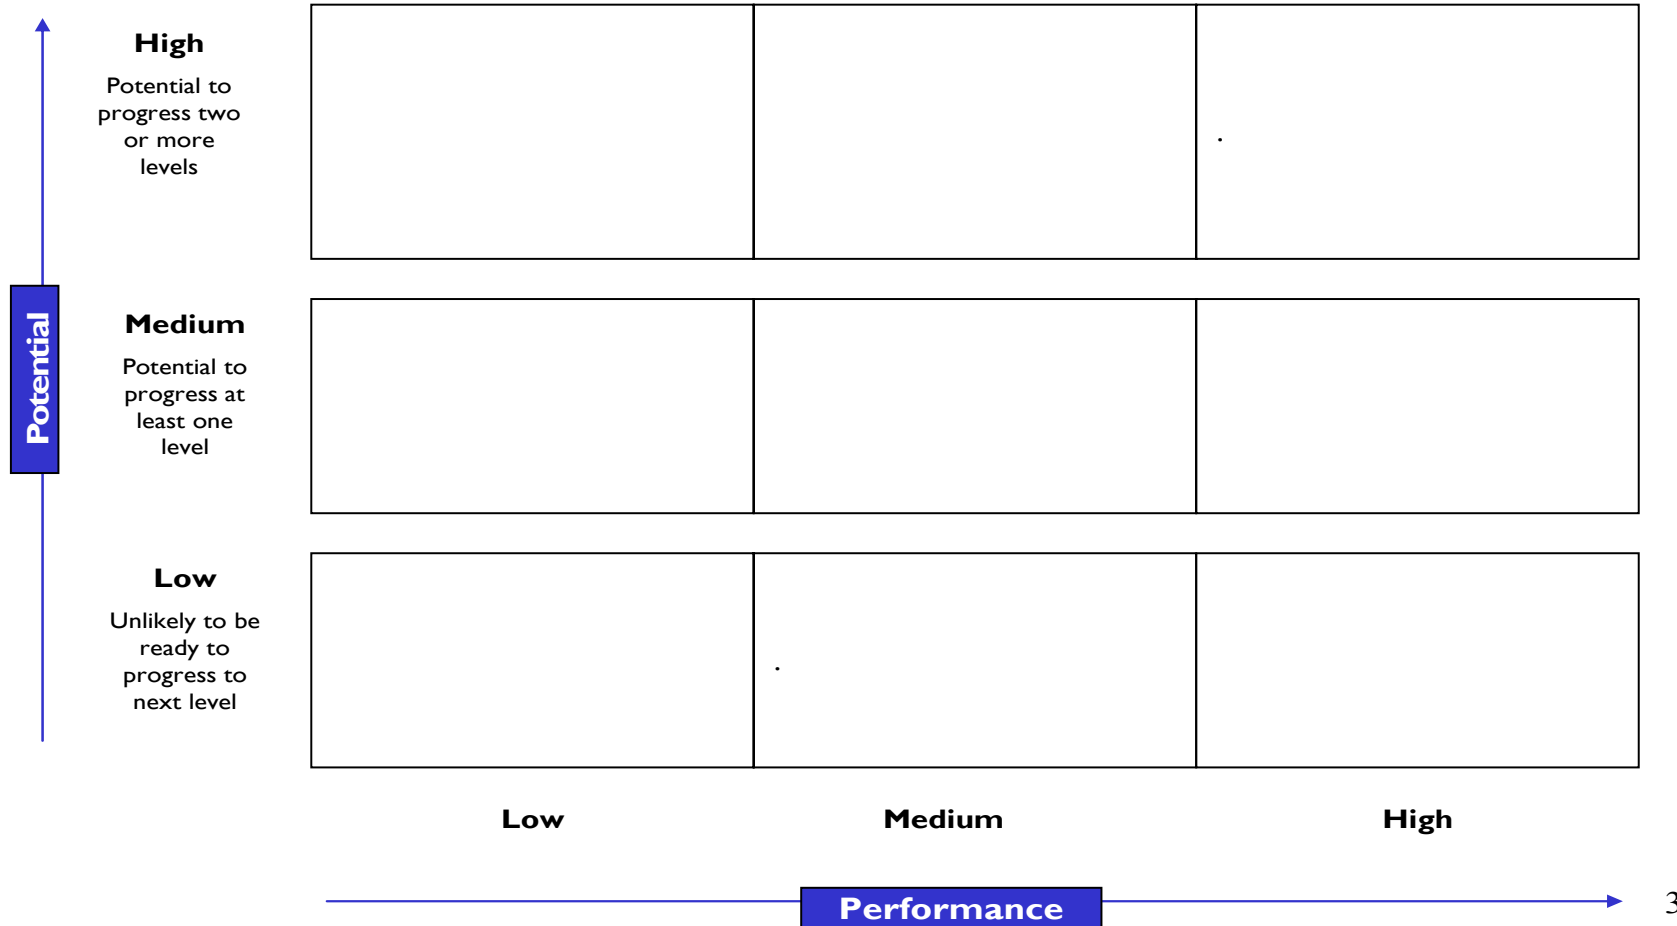 High
Potential to
progress two
or more
levels
.
Potential
Medium
Potential to
progress at
least one
level
Low
Unlikely to be
ready to
progress to
next level
.
Low
Medium
High
Performance
3